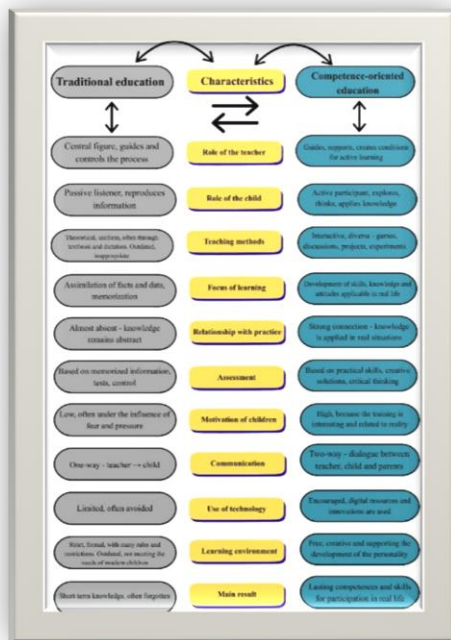 Traditional education
Characteristics
Competence-oriented
education
Central figure, guides and
controls the process
Role of the teacher
Guides, supports, creates conditions
for active learning
Passive listener, reproduces
information
Role of the child
Active participant, explores,
thinks, applies knowledge
Theoretical, uniform, often through
textbook and dictation. Outdated,
inappropriate
Teaching methods
Interactive, diverse - games,
discussions, projects, experiments
Assimilation of facts and data,
memorization
Focus of learning
Development of skills, knowledge and
attitudes applicable in real life
Almost absent - knowledge
remains abstract
Relationship with practice
Strong connection - knowledge
is applied in real situations
Based on memorized information,
tests, control
Assessment
Based on practical skills, creative
solutions, critical thinking
Low, often under the influence of
fear and pressure
Motivation of children
High, because the training is
interesting and related to reality
One-way - teacher → child
Communication
Two-way - dialogue between
teacher, child and parents
Limited, often avoided
Use of technology
Encouraged, digital resources and
innovations are used
Strict, formal, with many rules and
restrictions. Outdated, not meeting the
needs of modern children
Learning environment
Free, creative and supporting the
development of the personality
Short term knowledge, often forgotten
Main result
Lasting competences and skills
for participation in real life